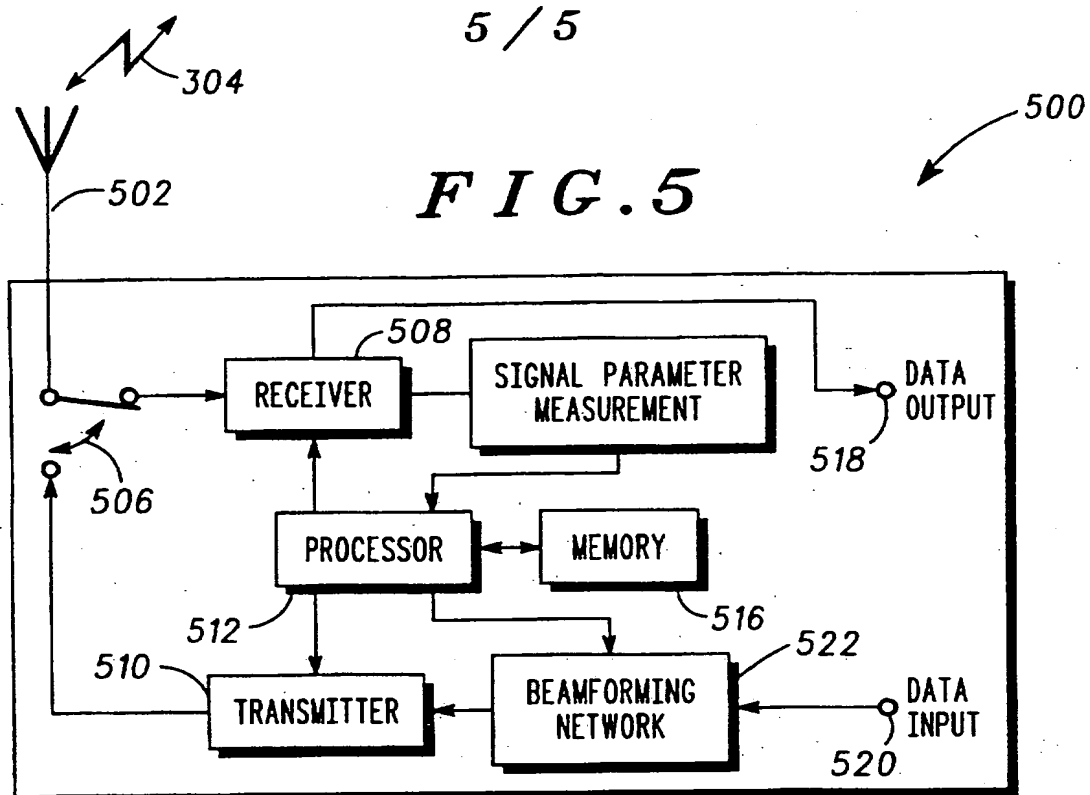 5/5
304
500
502
FIG.5
508
RECEIVER
SIGNAL PARAMETER
MEASUREMENT
DATA
OUTPUT
518
506
PROCESSOR
MEMORY
512
516
510
522
TRANSMITTER
BEAMFORMING
NETWORK
DATA
INPUT
520